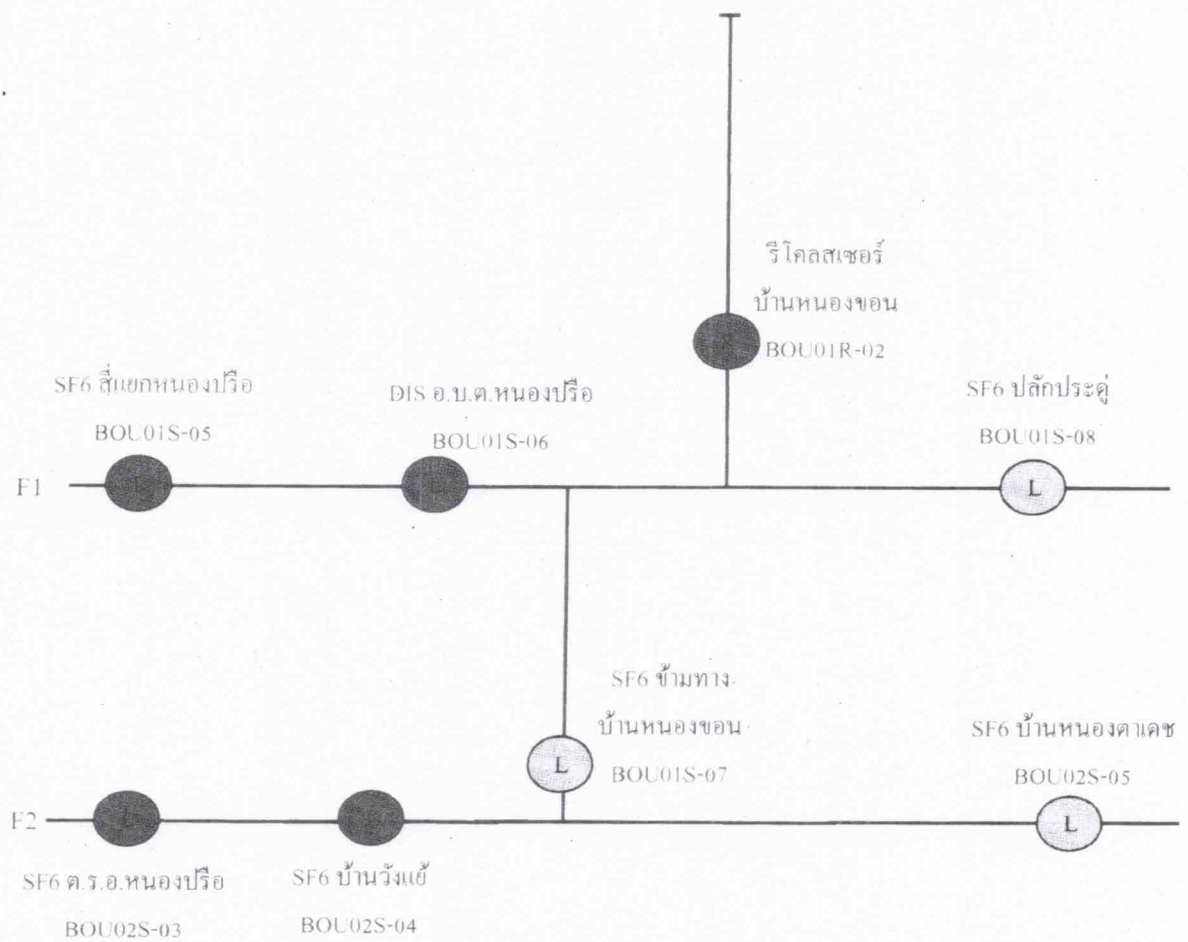 รีโคลสเซอร์
บ้านหนองขอน
BOU01R-02
SF6 สี่แยกหนองปรือ
BOU01S-05
DIS อ.บ.ต.หนองปรือ
BOU01S-06
SF6 ปลักประดู่
BOU01S-08
F1
L
L
SF6 ข้ามทาง
บ้านหนองขอน
BOU01S-07
L
SF6 บ้านหนองตาเดช
BOU02S-05
F2
L
L
SF6 ต.ร.อ.หนองปรือ
BOU02S-03
SF6 บ้านวังแย้
BOU02S-04